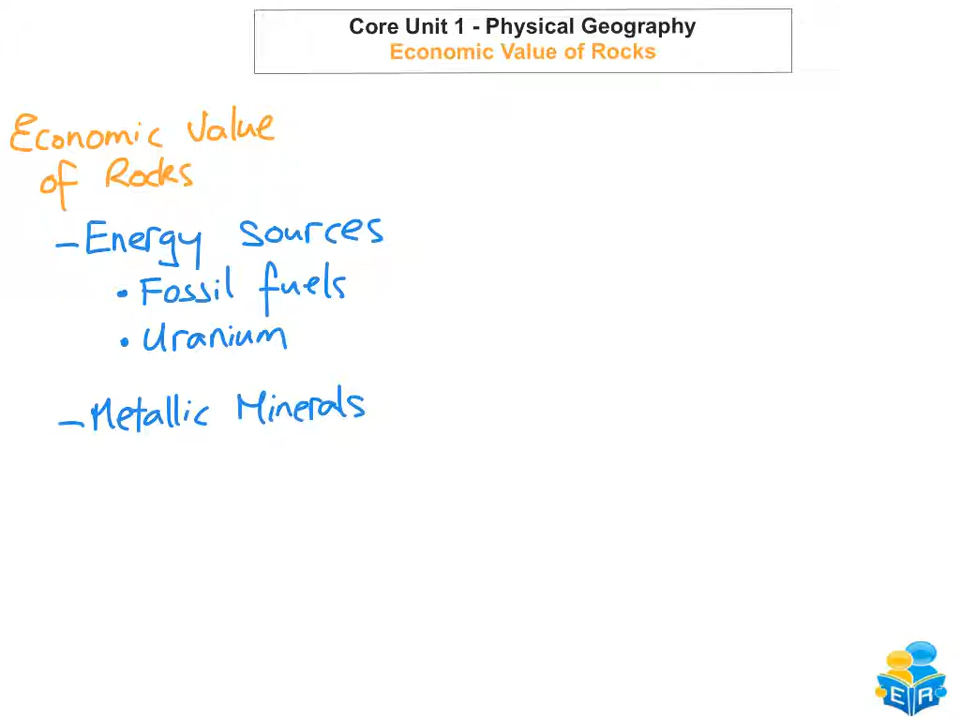 Core Unit 1 - Physical Geography
Economic Value of Rocks
Economic Value
of Rocks
- Energy Sources
• Fossil fuels
• Uranium
- Metallic Minerals
E R